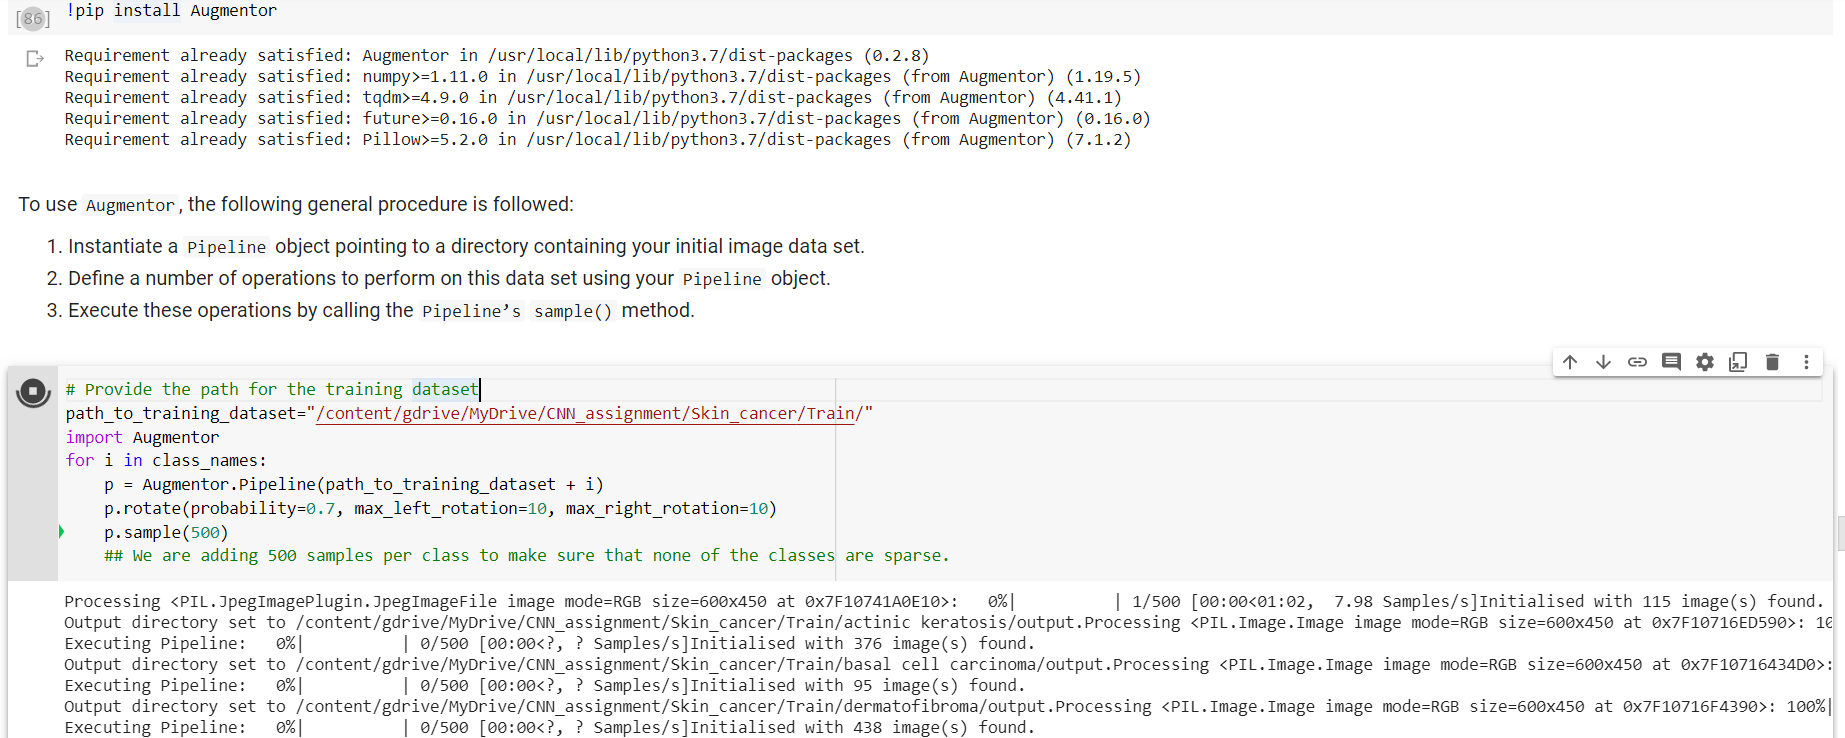 [86] !pip install Augmentor
Requirement already satisfied: Augmentor in /usr/local/lib/python3.7/dist-packages (0.2.8)
Requirement already satisfied: numpy>=1.11.0 in /usr/local/lib/python3.7/dist-packages (from Augmentor) (1.19.5)
Requirement already satisfied: tqdm>=4.9.0 in /usr/local/lib/python3.7/dist-packages (from Augmentor) (4.41.1)
Requirement already satisfied: future>=0.16.0 in /usr/local/lib/python3.7/dist-packages (from Augmentor) (0.16.0)
Requirement already satisfied: Pillow>=5.2.0 in /usr/local/lib/python3.7/dist-packages (from Augmentor) (7.1.2)
To use Augmentor, the following general procedure is followed:
1. Instantiate a Pipeline object pointing to a directory containing your initial image data set.
2. Define a number of operations to perform on this data set using your Pipeline object.
3. Execute these operations by calling the Pipeline’s sample() method.
# Provide the path for the training dataset
path_to_training_dataset="/content/gdrive/MyDrive/CNN_assignment/Skin_cancer/Train/"
import Augmentor
for i in class_names:
    p = Augmentor.Pipeline(path_to_training_dataset + i)
    p.rotate(probability=0.7, max_left_rotation=10, max_right_rotation=10)
    p.sample(500)
    ## We are adding 500 samples per class to make sure that none of the classes are sparse.
Processing <PIL.JpegImagePlugin.JpegImageFile image mode=RGB size=600x450 at 0x7F10741A0E10>:   0%|          | 1/500 [00:00<01:02,  7.98 Samples/s]Initialised with 115 image(s) found.
Output directory set to /content/gdrive/MyDrive/CNN_assignment/Skin_cancer/Train/actinic keratosis/output.Processing <PIL.Image.Image image mode=RGB size=600x450 at 0x7F10716ED590>: 10
Executing Pipeline:   0%|          | 0/500 [00:00<?, ? Samples/s]Initialised with 376 image(s) found.
Output directory set to /content/gdrive/MyDrive/CNN_assignment/Skin_cancer/Train/basal cell carcinoma/output.Processing <PIL.Image.Image image mode=RGB size=600x450 at 0x7F10716434D0>:
Executing Pipeline:   0%|          | 0/500 [00:00<?, ? Samples/s]Initialised with 95 image(s) found.
Output directory set to /content/gdrive/MyDrive/CNN_assignment/Skin_cancer/Train/dermatofibroma/output.Processing <PIL.Image.Image image mode=RGB size=600x450 at 0x7F10716F4390>: 100%|
Executing Pipeline:   0%|          | 0/500 [00:00<?, ? Samples/s]Initialised with 438 image(s) found.